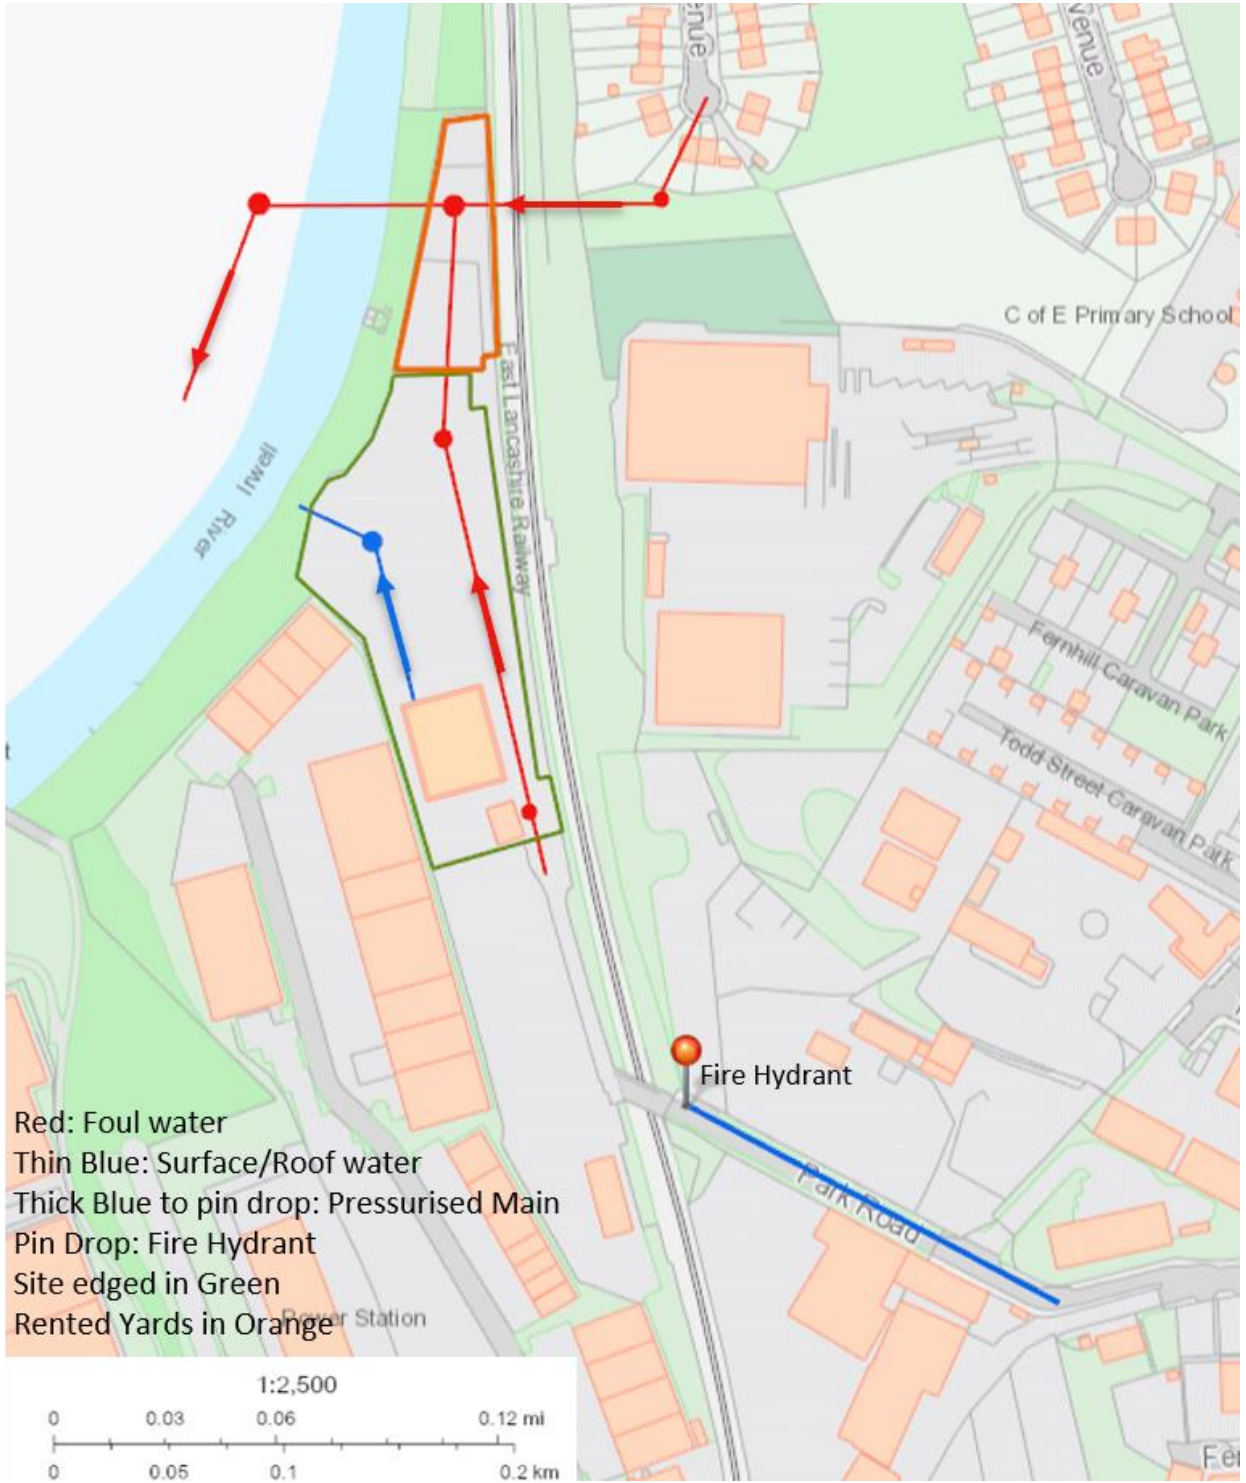 enue
venue
C of E Primary School
East Lancashire Railway
River Irwell
Fernhill Caravan Park
Todd Street Caravan Park
t
Fire Hydrant
Park Road
Red: Foul water
Thin Blue: Surface/Roof water
Thick Blue to pin drop: Pressurised Main
Pin Drop: Fire Hydrant
Site edged in Green
Rented Yards in Orange
Power Station
1:2,500
0 0.03 0.06 0.12 mi
0 0.05 0.1 0.2 km
Fer